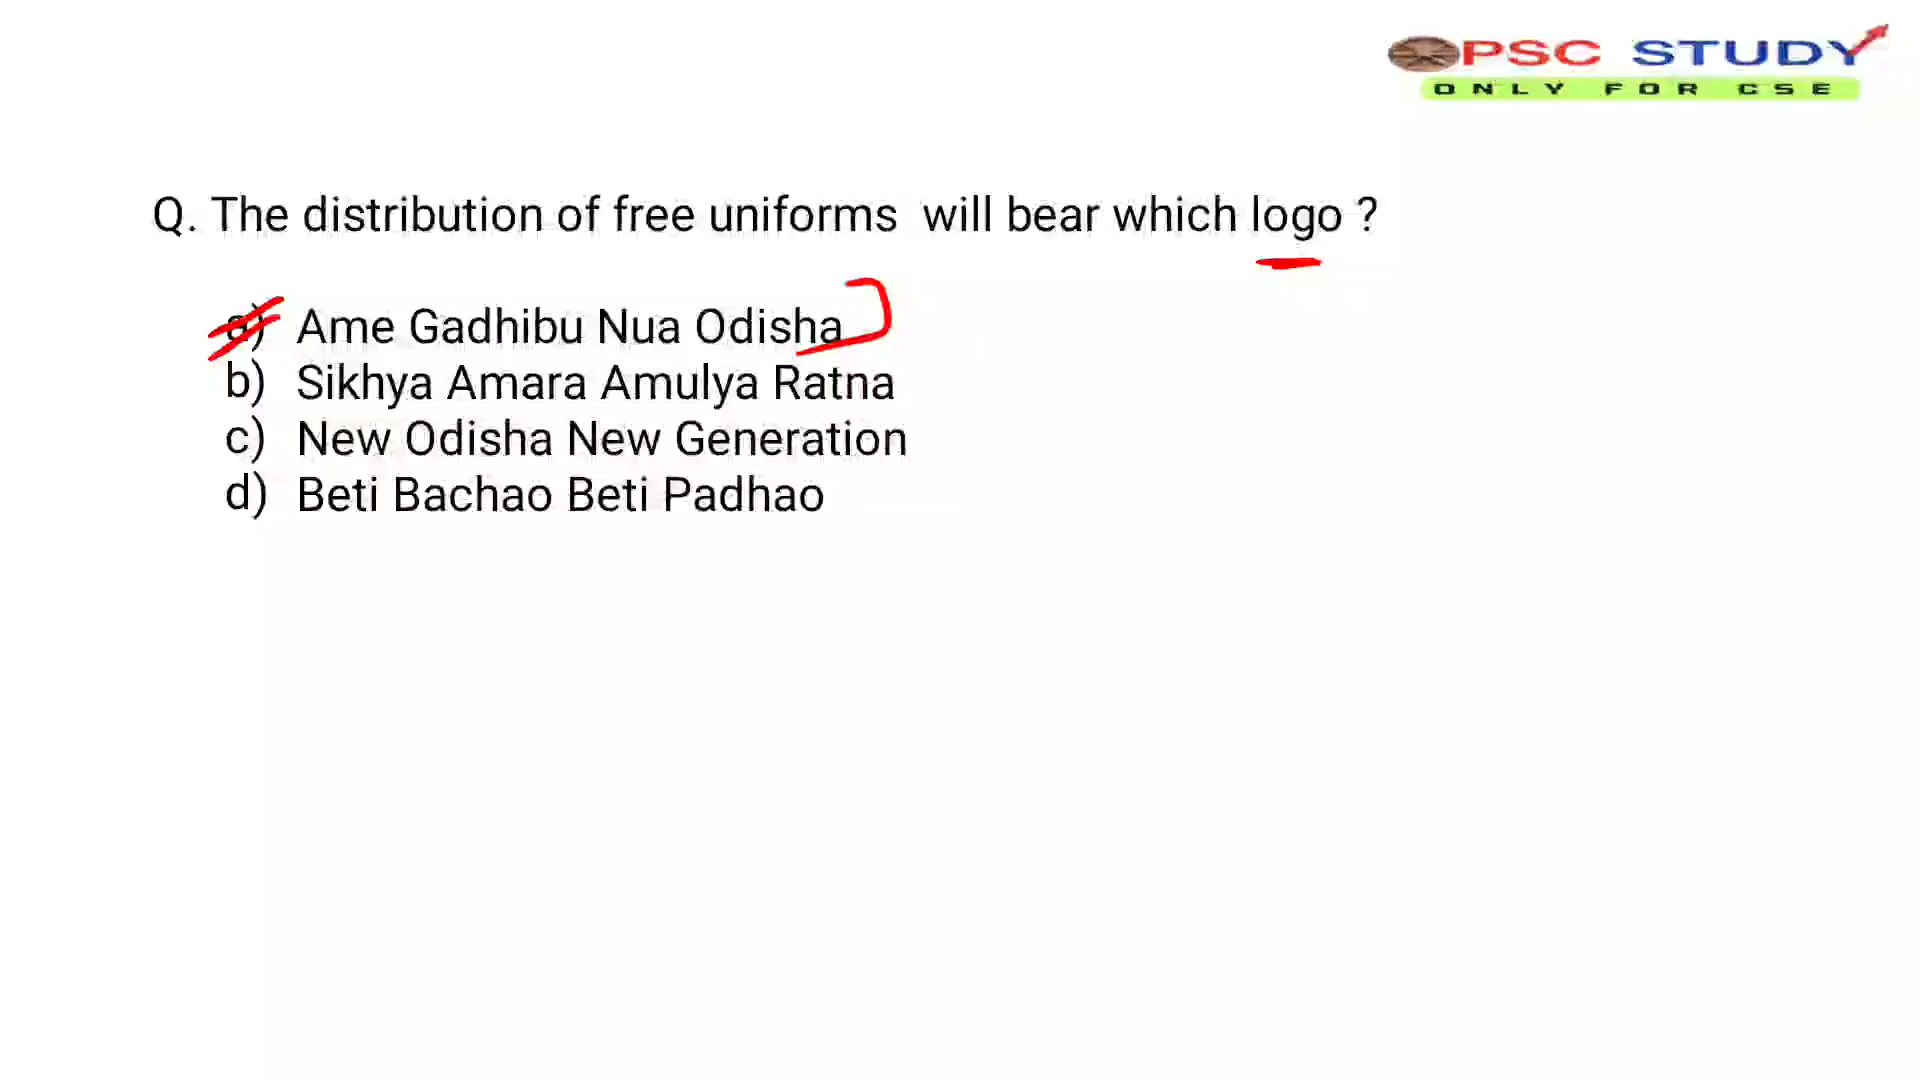 OPSC STUDY
ONLY FOR CSE
Q. The distribution of free uniforms will bear which logo ?
a) Ame Gadhibu Nua Odisha
b) Sikhya Amara Amulya Ratna
c) New Odisha New Generation
d) Beti Bachao Beti Padhao